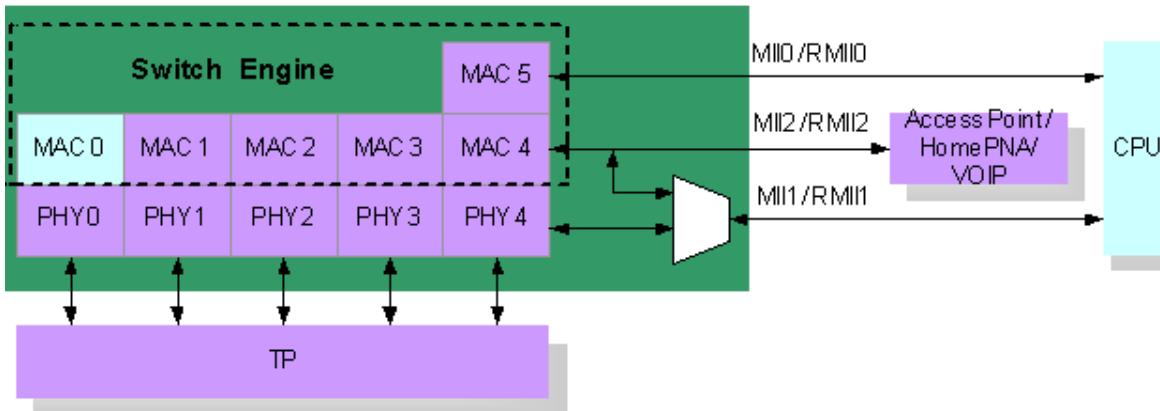 Switch Engine
MAC 5
MII0/RMII0
MAC 0
MAC 1
MAC 2
MAC 3
MAC 4
MII2/RMII2
Access Point/
HomePNA/
VOIP
CPU
PHY0
PHY1
PHY2
PHY3
PHY4
MII1/RMII1
TP